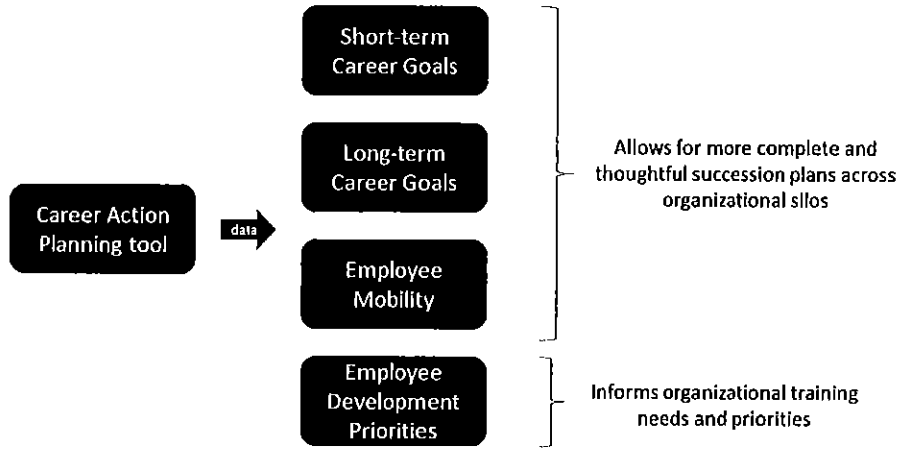 Career Action
Planning tool
data
Short-term
Career Goals
Long-term
Career Goals
Employee
Mobility
Employee
Development
Priorities
Allows for more complete and
thoughtful succession plans across
organizational silos
Informs organizational training
needs and priorities